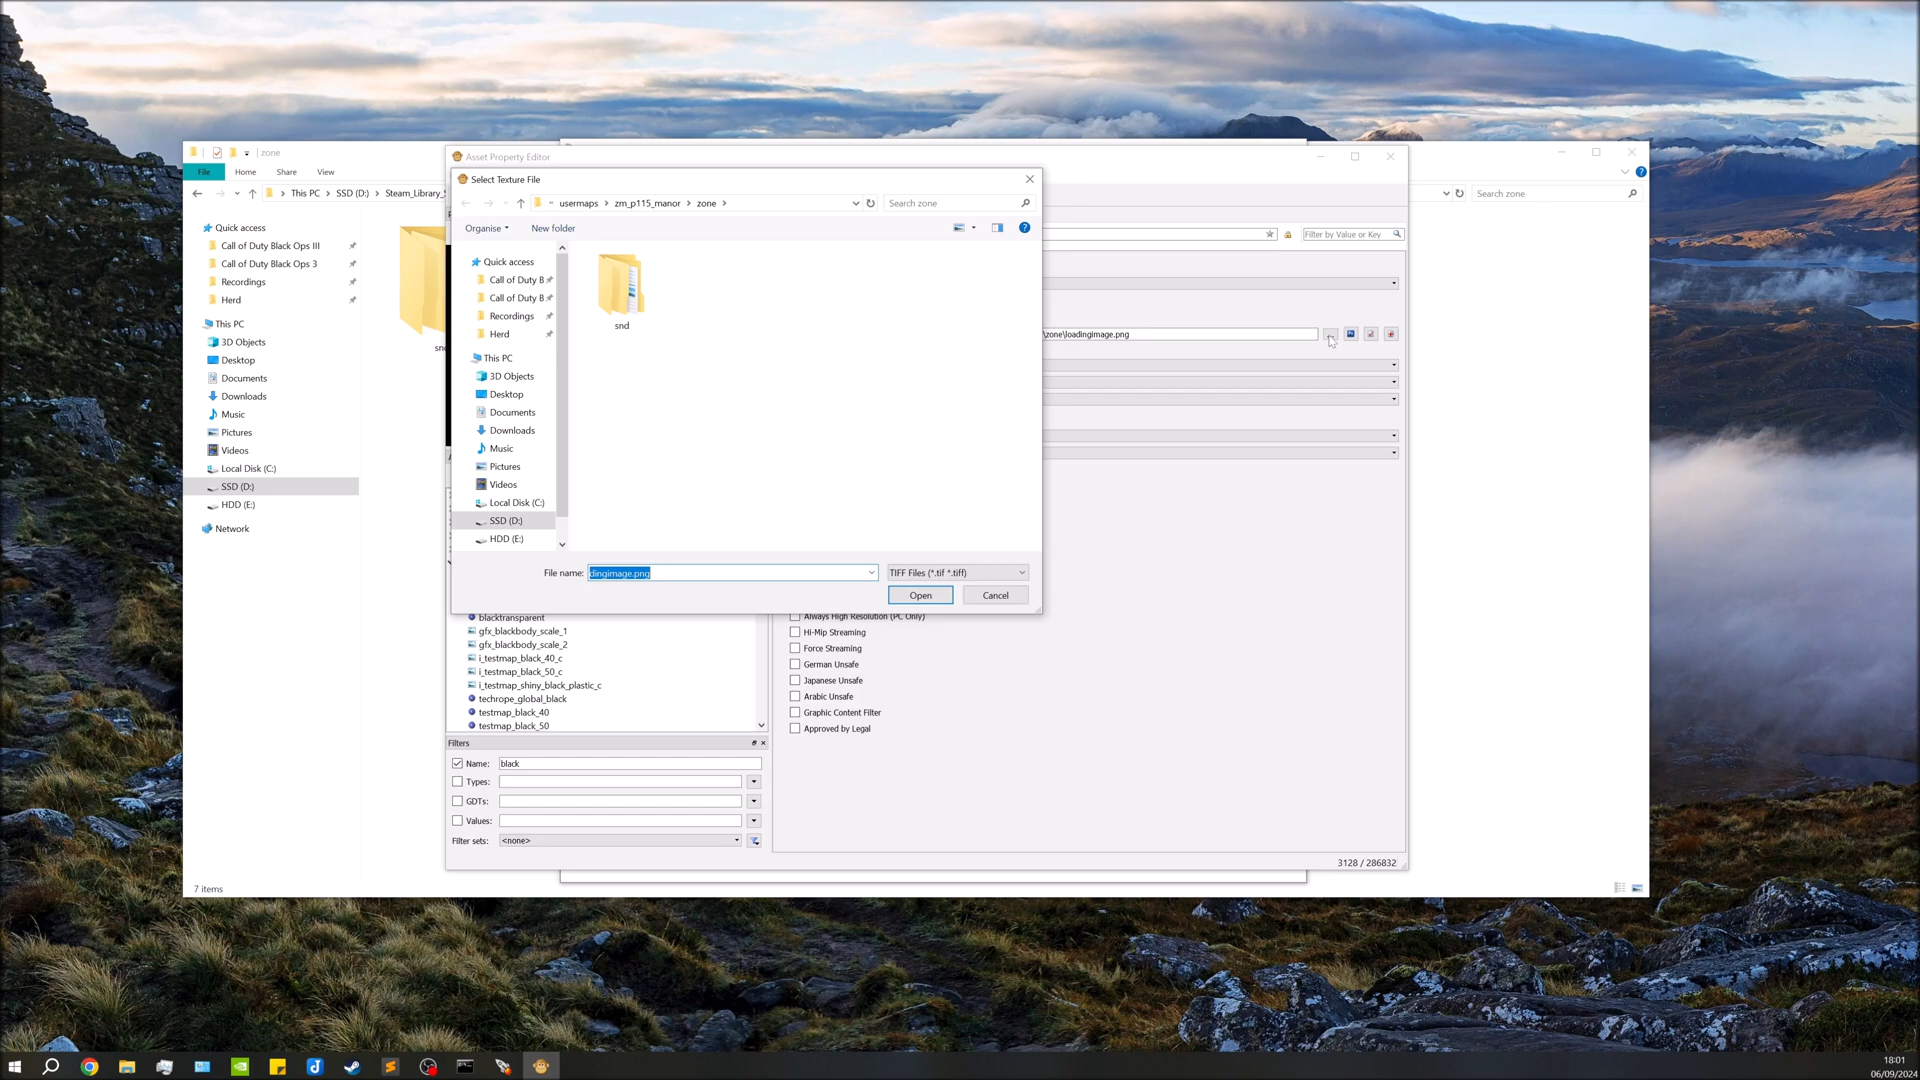 zone
Asset Property Editor
File
Home
Share
View
Select Texture File
This PC
SSD (D:)
usermaps
zm_p115_manor
zone
Search zone
Search zone
Organise
New folder
Filter by Value or Key
Quick access
Call of Duty Black Ops III
Call of Duty Black Ops 3
Recordings
Herd
This PC
3D Objects
Desktop
Documents
Downloads
Music
Pictures
Videos
Local Disk (C:)
SSD (D:)
HDD (E:)
Network
Quick access
Call of Duty B
Call of Duty B
Recordings
Herd
This PC
3D Objects
Desktop
Documents
Downloads
Music
Pictures
Videos
Local Disk (C:)
SSD (D:)
HDD (E:)
snd
\zone\loadingimage.png
File name:
dingimage.png
TIFF Files (*.tif *.tiff)
Open
Cancel
blacktransparent
gfx_blackbody_scale_1
gfx_blackbody_scale_2
i_testmap_black_40_c
i_testmap_black_50_c
i_testmap_shiny_black_plastic_c
techrope_global_black
testmap_black_40
testmap_black_50
Always High Resolution (PC Only)
Hi-Mip Streaming
Force Streaming
German Unsafe
Japanese Unsafe
Arabic Unsafe
Graphic Content Filter
Approved by Legal
Filters
Name:
black
Types:
GDTs:
Values:
Filter sets:
<none>
3128 / 286832
7 items
18:01
06/09/2024